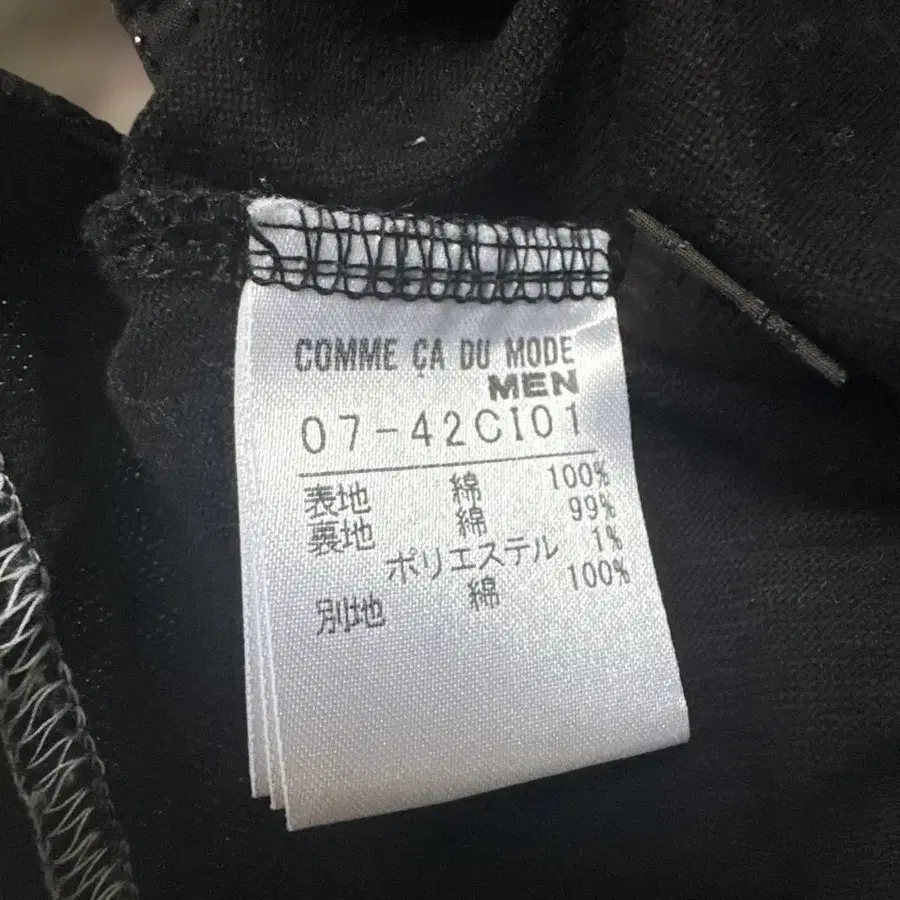 COMME ÇA DU MODE
MEN
07-42CI01
表地 綿 100%
裏地 綿 99%
ポリエステル 1%
別地 綿 100%